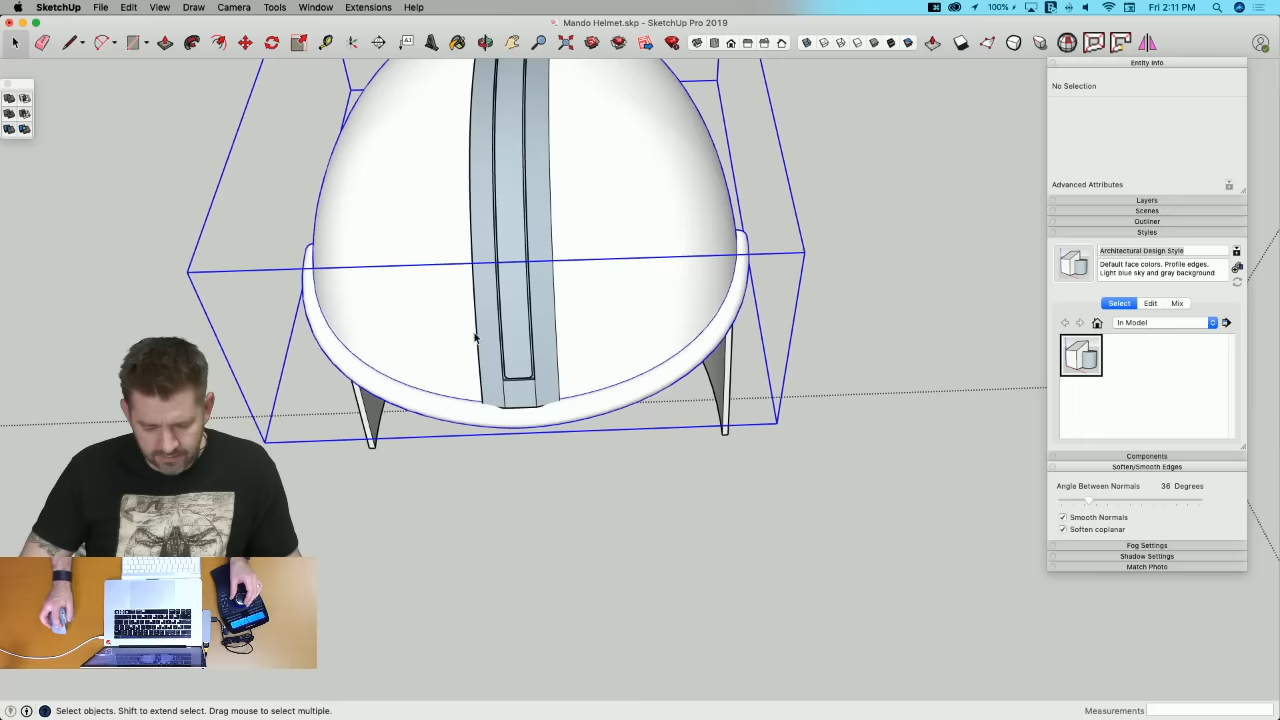 SketchUp File Edit View Draw Camera Tools Window Extensions Help
100% Fri 2:11 PM
Mando Helmet.skp - SketchUp Pro 2019
A1
Entity Info
No Selection
Advanced Attributes
Layers
Scenes
Outliner
Styles
Architectural Design Style
Default face colors. Profile edges.
Light blue sky and gray background
Select Edit Mix
In Model
Components
Soften/Smooth Edges
Angle Between Normals 36 Degrees
Smooth Normals
Soften coplanar
Fog Settings
Shadow Settings
Match Photo
Select objects. Shift to extend select. Drag mouse to select multiple.
Measurements